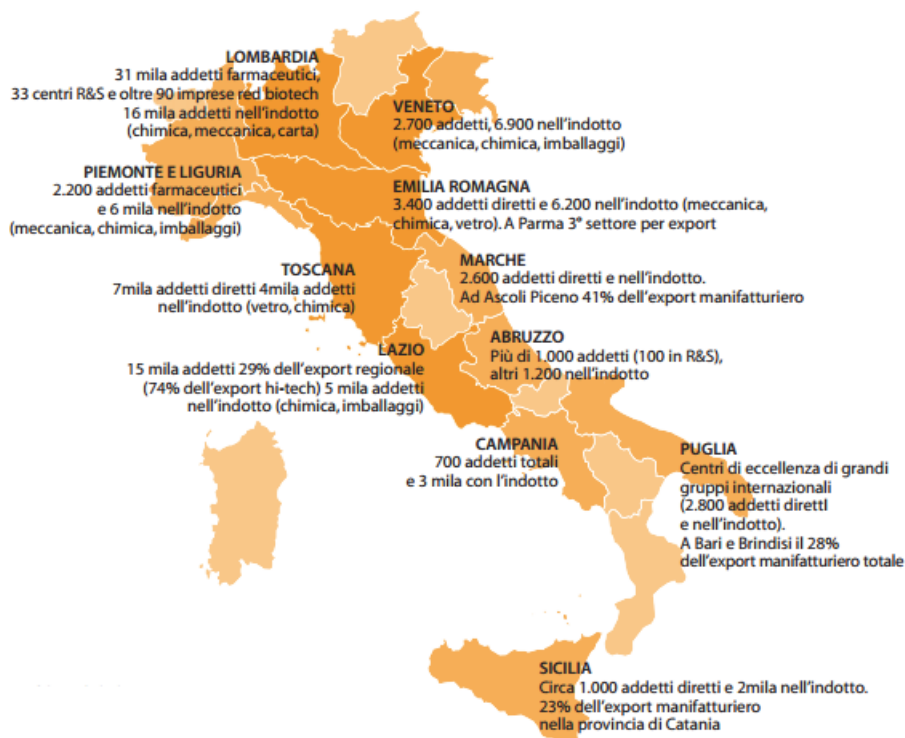 LOMBARDIA
31 mila addetti farmaceutici,
33 centri R&S e oltre 90 imprese red biotech
16 mila addetti nell'indotto
(chimica, meccanica, carta)
VENETO
2.700 addetti, 6.900 nell'indotto
(meccanica, chimica, imballaggi)
PIEMONTE E LIGURIA
2.200 addetti farmaceutici
e 6 mila nell'indotto
(meccanica, chimica, imballaggi)
EMILIA ROMAGNA
3.400 addetti diretti e 6.200 nell'indotto (meccanica,
chimica, vetro). A Parma 3° settore per export
MARCHE
2.600 addetti diretti e nell'indotto.
Ad Ascoli Piceno 41% dell'export manifatturiero
TOSCANA
7mila addetti diretti 4mila addetti
nell'indotto (vetro, chimica)
ABRUZZO
Più di 1.000 addetti (100 in R&S),
altri 1.200 nell'indotto
LAZIO
15 mila addetti 29% dell'export regionale
(74% dell'export hi-tech) 5 mila addetti
nell'indotto (chimica, imballaggi)
CAMPANIA
700 addetti totali
e 3 mila con l'indotto
PUGLIA
Centri di eccellenza di grandi
gruppi internazionali
(2.800 addetti direttI
e nell'indotto).
A Bari e Brindisi il 28%
dell'export manifatturiero totale
SICILIA
Circa 1.000 addetti diretti e 2mila nell'indotto.
23% dell'export manifatturiero
nella provincia di Catania